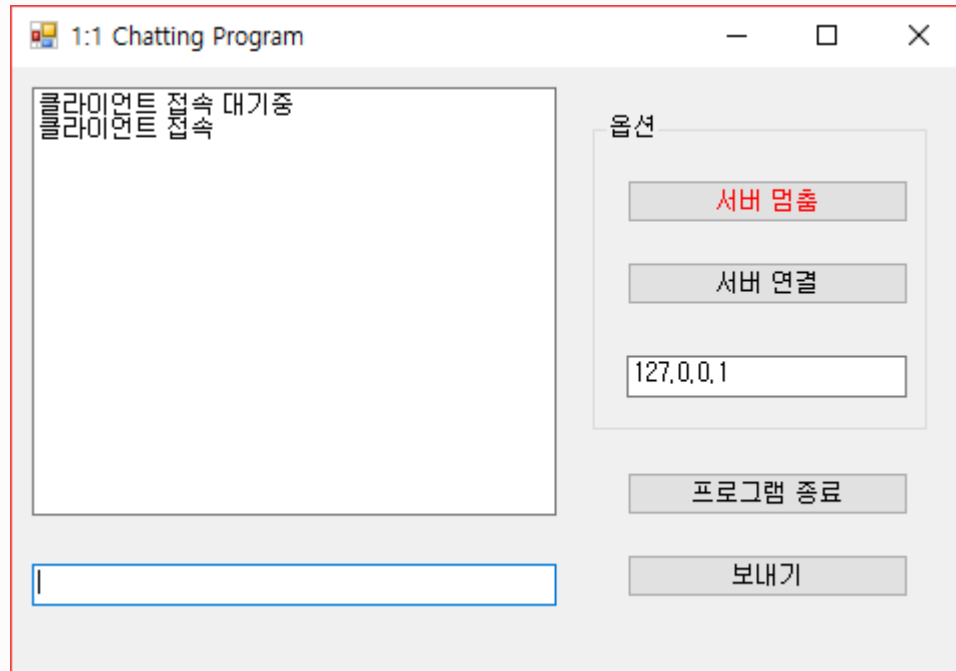 1:1 Chatting Program
클라이언트 접속 대기중
클라이언트 접속
옵션
서버 멈춤
서버 연결
127.0.0.1
프로그램 종료
보내기